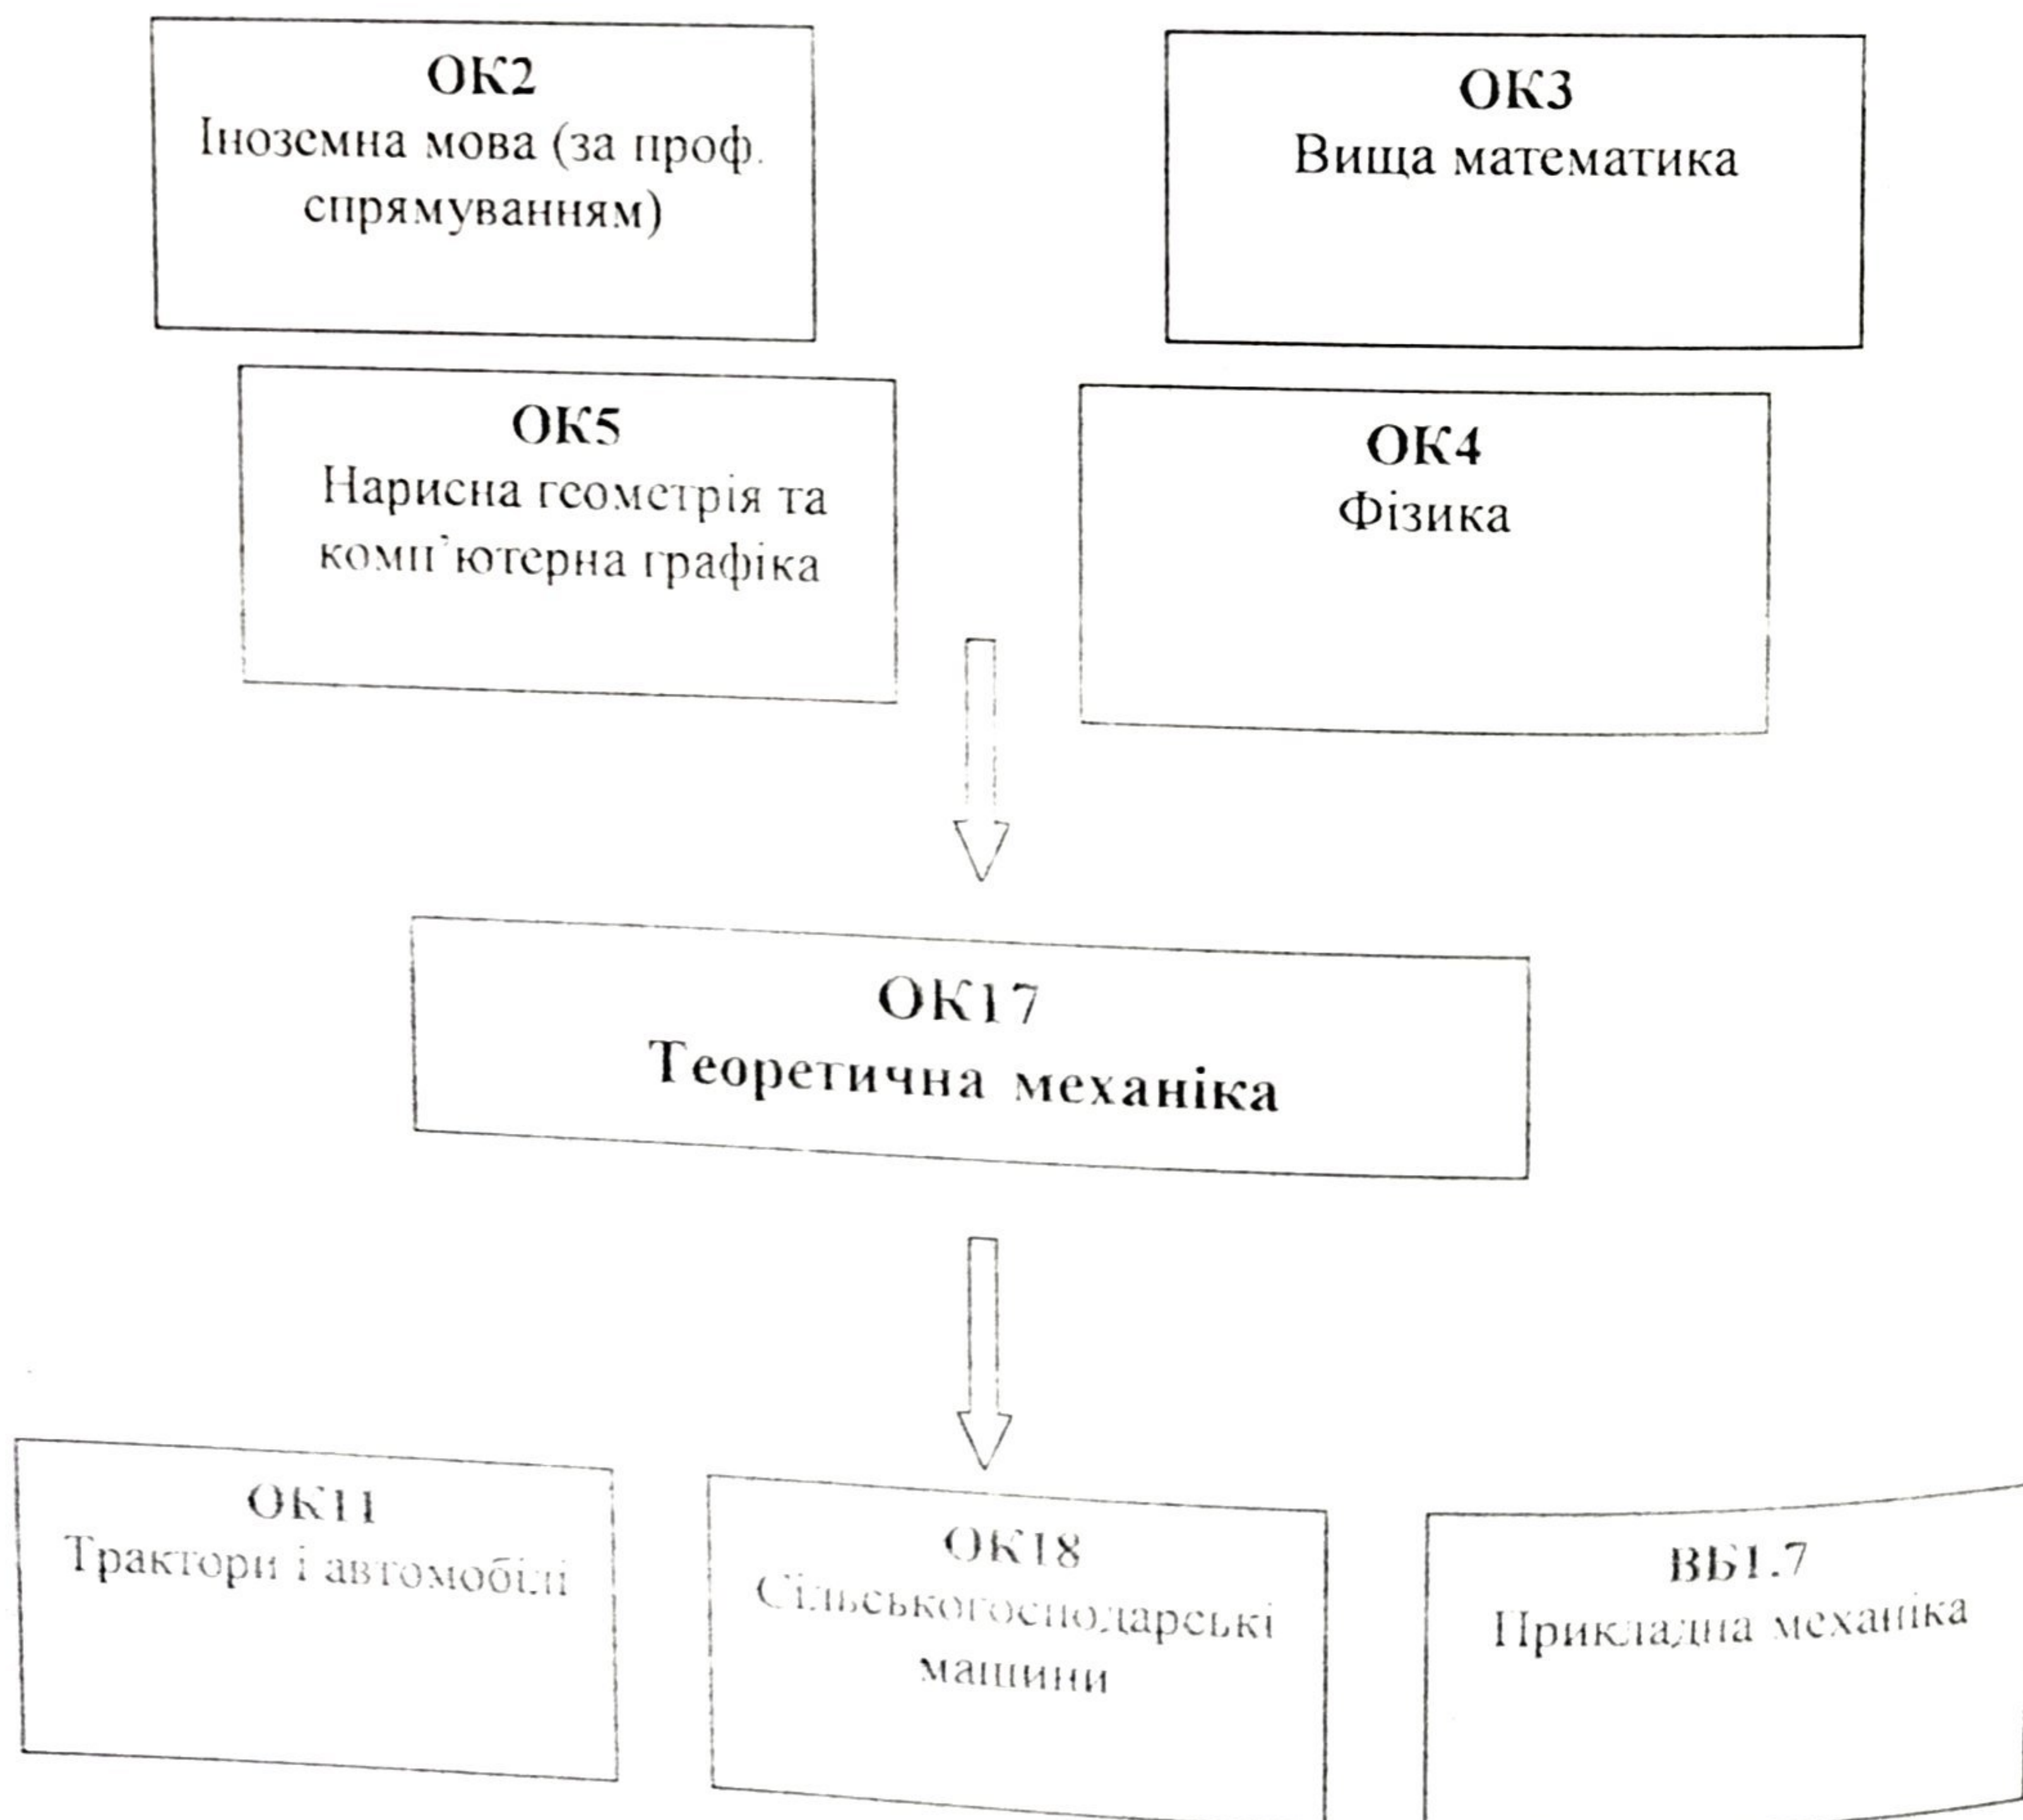 ОК2
Іноземна мова (за проф.
спрямуванням)
ОК3
Вища математика
ОК5
Нарисна геометрія та
комп`ютерна графіка
ОК4
Фізика
ОК17
Теоретична механіка
ОК11
Трактори і автомобілі
ОК18
Сільськогосподарські
машини
ВБ1.7
Прикладна механіка